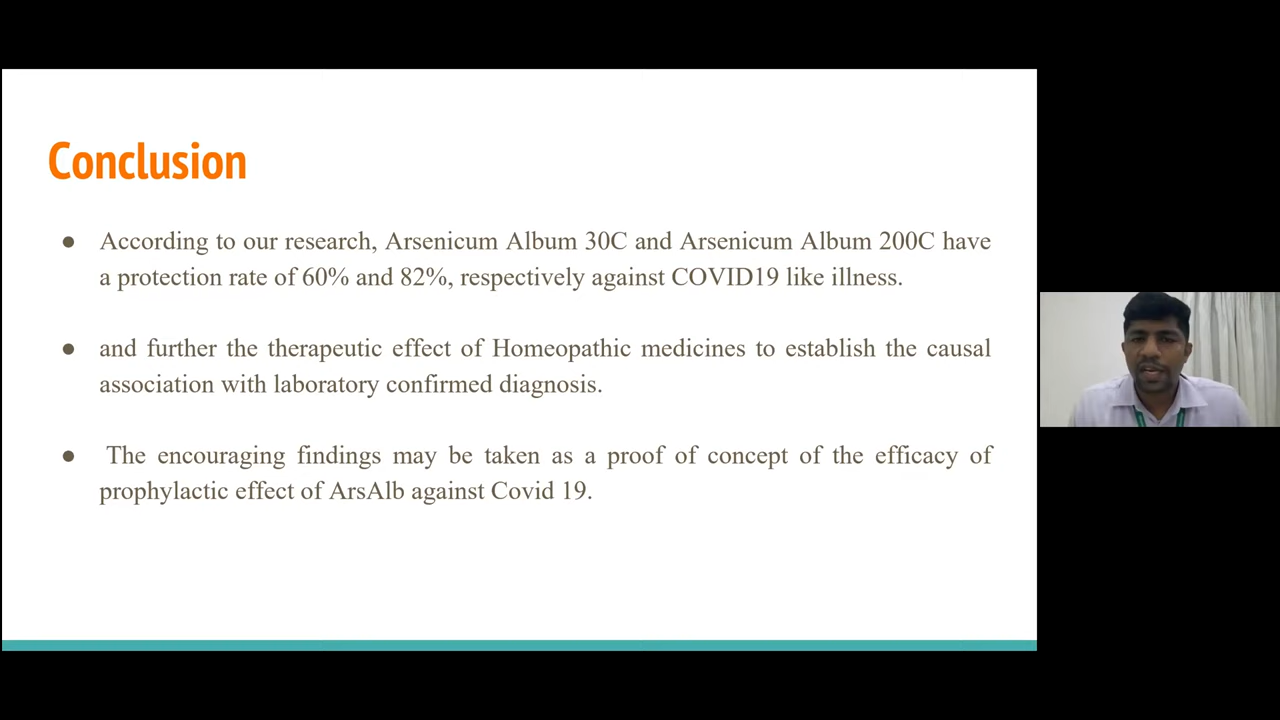 Conclusion
● According to our research, Arsenicum Album 30C and Arsenicum Album 200C have
a protection rate of 60% and 82%, respectively against COVID19 like illness.
● and further the therapeutic effect of Homeopathic medicines to establish the causal
association with laboratory confirmed diagnosis.
● The encouraging findings may be taken as a proof of concept of the efficacy of
prophylactic effect of ArsAlb against Covid 19.